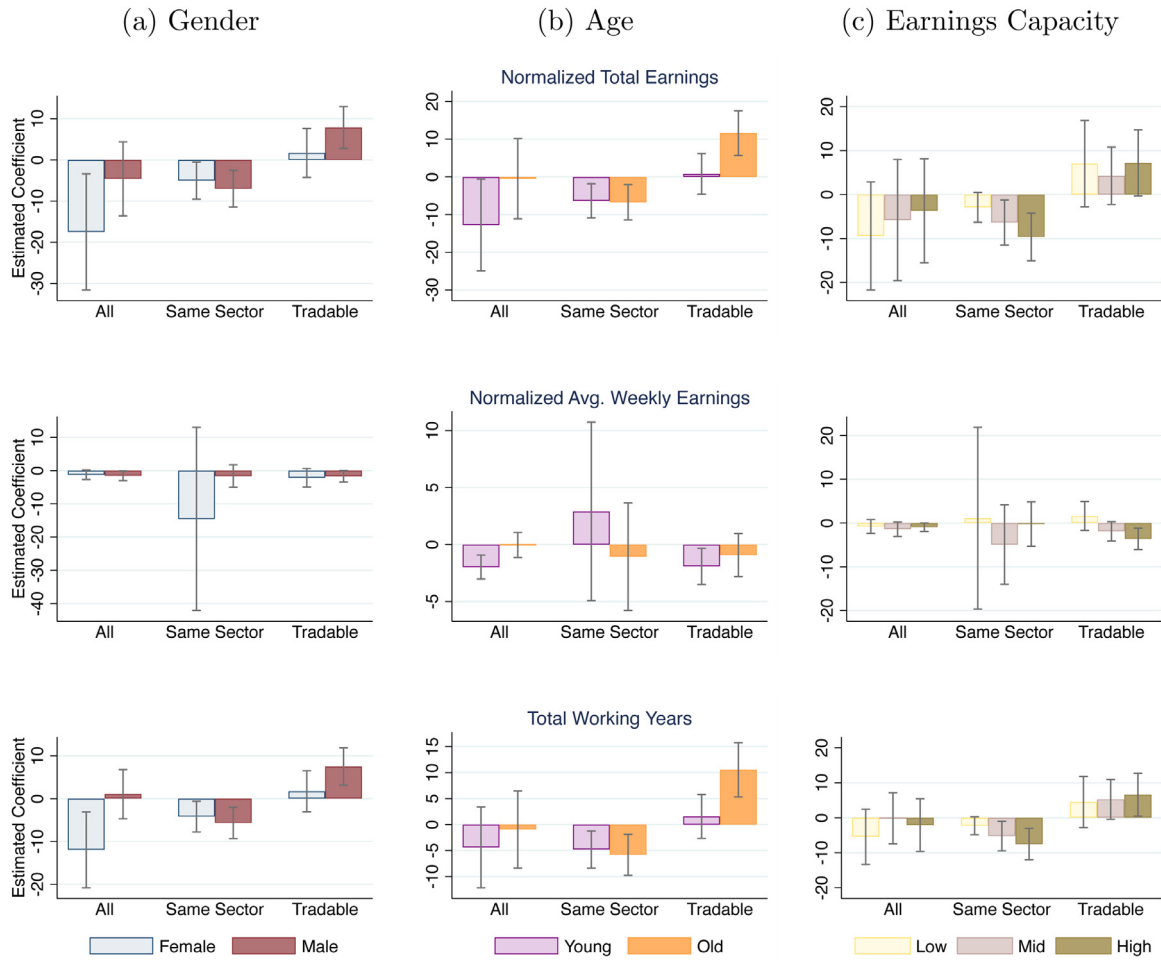 (a) Gender
(b) Age
(c) Earnings Capacity
Normalized Total Earnings
Estimated Coefficient
10
0
-10
-20
-30
All
Same Sector
Tradable
20
10
0
-10
-20
-30
All
Same Sector
Tradable
20
10
0
-10
-20
All
Same Sector
Tradable
Normalized Avg. Weekly Earnings
Estimated Coefficient
10
0
-10
-20
-30
-40
All
Same Sector
Tradable
10
5
0
-5
All
Same Sector
Tradable
20
10
0
-10
-20
All
Same Sector
Tradable
Total Working Years
Estimated Coefficient
10
0
-10
-20
All
Same Sector
Tradable
15
10
5
0
-5
-10
All
Same Sector
Tradable
20
10
0
-10
-20
All
Same Sector
Tradable
Female
Male
Young
Old
Low
Mid
High